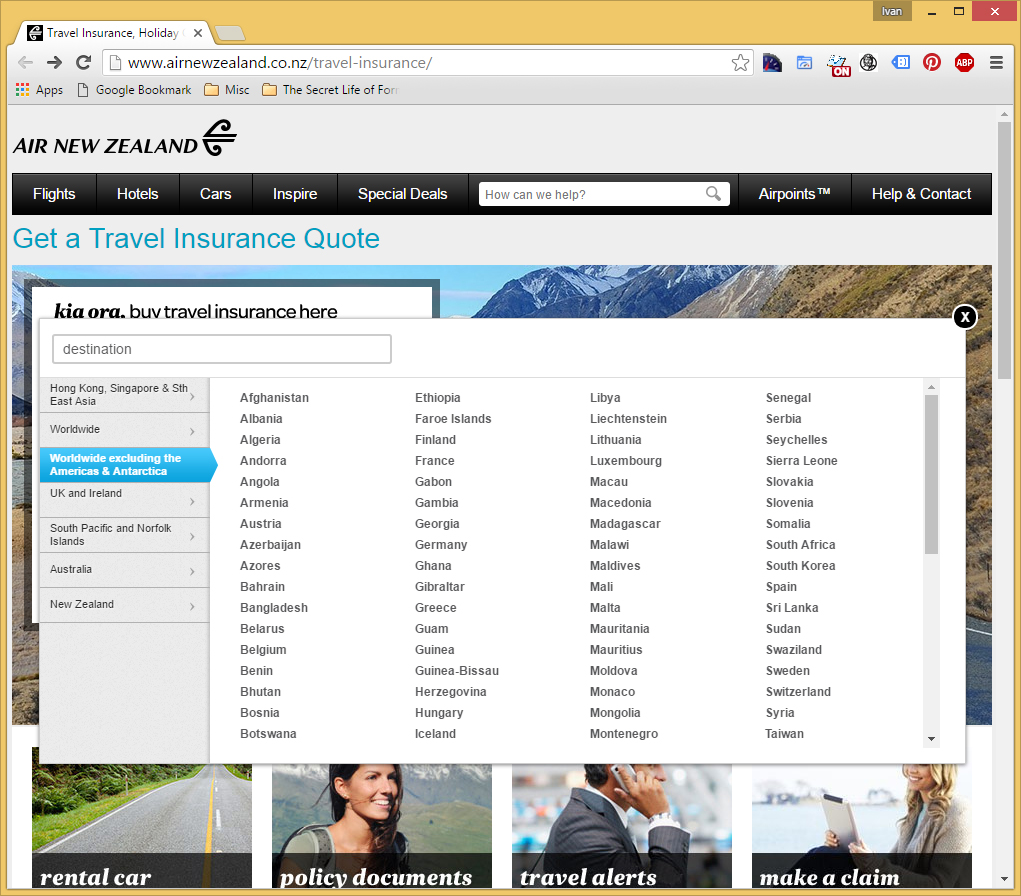 Ivan
Travel Insurance, Holiday
www.airnewzealand.co.nz/travel-insurance/
ON
ABP
Apps
Google Bookmark
Misc
The Secret Life of For
AIR NEW ZEALAND
Flights
Hotels
Cars
Inspire
Special Deals
How can we help?
Airpoints™
Help & Contact
Get a Travel Insurance Quote
kia ora, buy travel insurance here
X
destination
Hong Kong, Singapore & Sth
East Asia
Worldwide
Worldwide excluding the
Americas & Antarctica
UK and Ireland
South Pacific and Norfolk
Islands
Australia
New Zealand
Afghanistan
Albania
Algeria
Andorra
Angola
Armenia
Austria
Azerbaijan
Azores
Bahrain
Bangladesh
Belarus
Belgium
Benin
Bhutan
Bosnia
Botswana
Ethiopia
Faroe Islands
Finland
France
Gabon
Gambia
Georgia
Germany
Ghana
Gibraltar
Greece
Guam
Guinea
Guinea-Bissau
Herzegovina
Hungary
Iceland
Libya
Liechtenstein
Lithuania
Luxembourg
Macau
Macedonia
Madagascar
Malawi
Maldives
Mali
Malta
Mauritania
Mauritius
Moldova
Monaco
Mongolia
Montenegro
Senegal
Serbia
Seychelles
Sierra Leone
Slovakia
Slovenia
Somalia
South Africa
South Korea
Spain
Sri Lanka
Sudan
Swaziland
Sweden
Switzerland
Syria
Taiwan
rental car
policy documents
travel alerts
make a claim